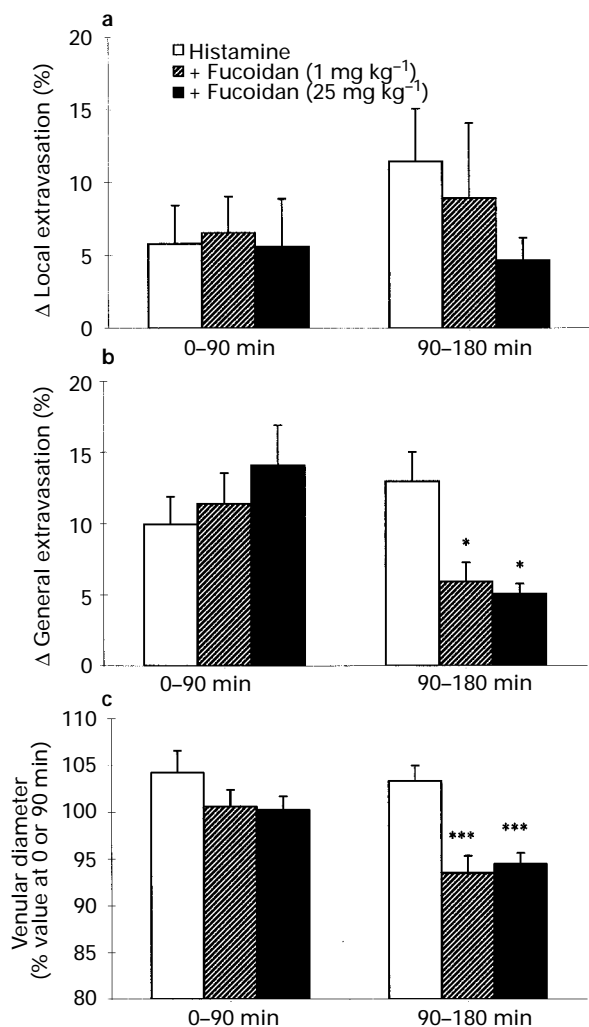 a
20
15
10
5
0
Δ Local extravasation (%)
Histamine
+ Fucoidan (1 mg kg⁻¹)
+ Fucoidan (25 mg kg⁻¹)
0–90 min
90–180 min
b
20
15
10
5
0
Δ General extravasation (%)
*
*
0–90 min
90–180 min
c
110
105
100
95
90
85
80
Venular diameter
(% value at 0 or 90 min)
***
***
0–90 min
90–180 min